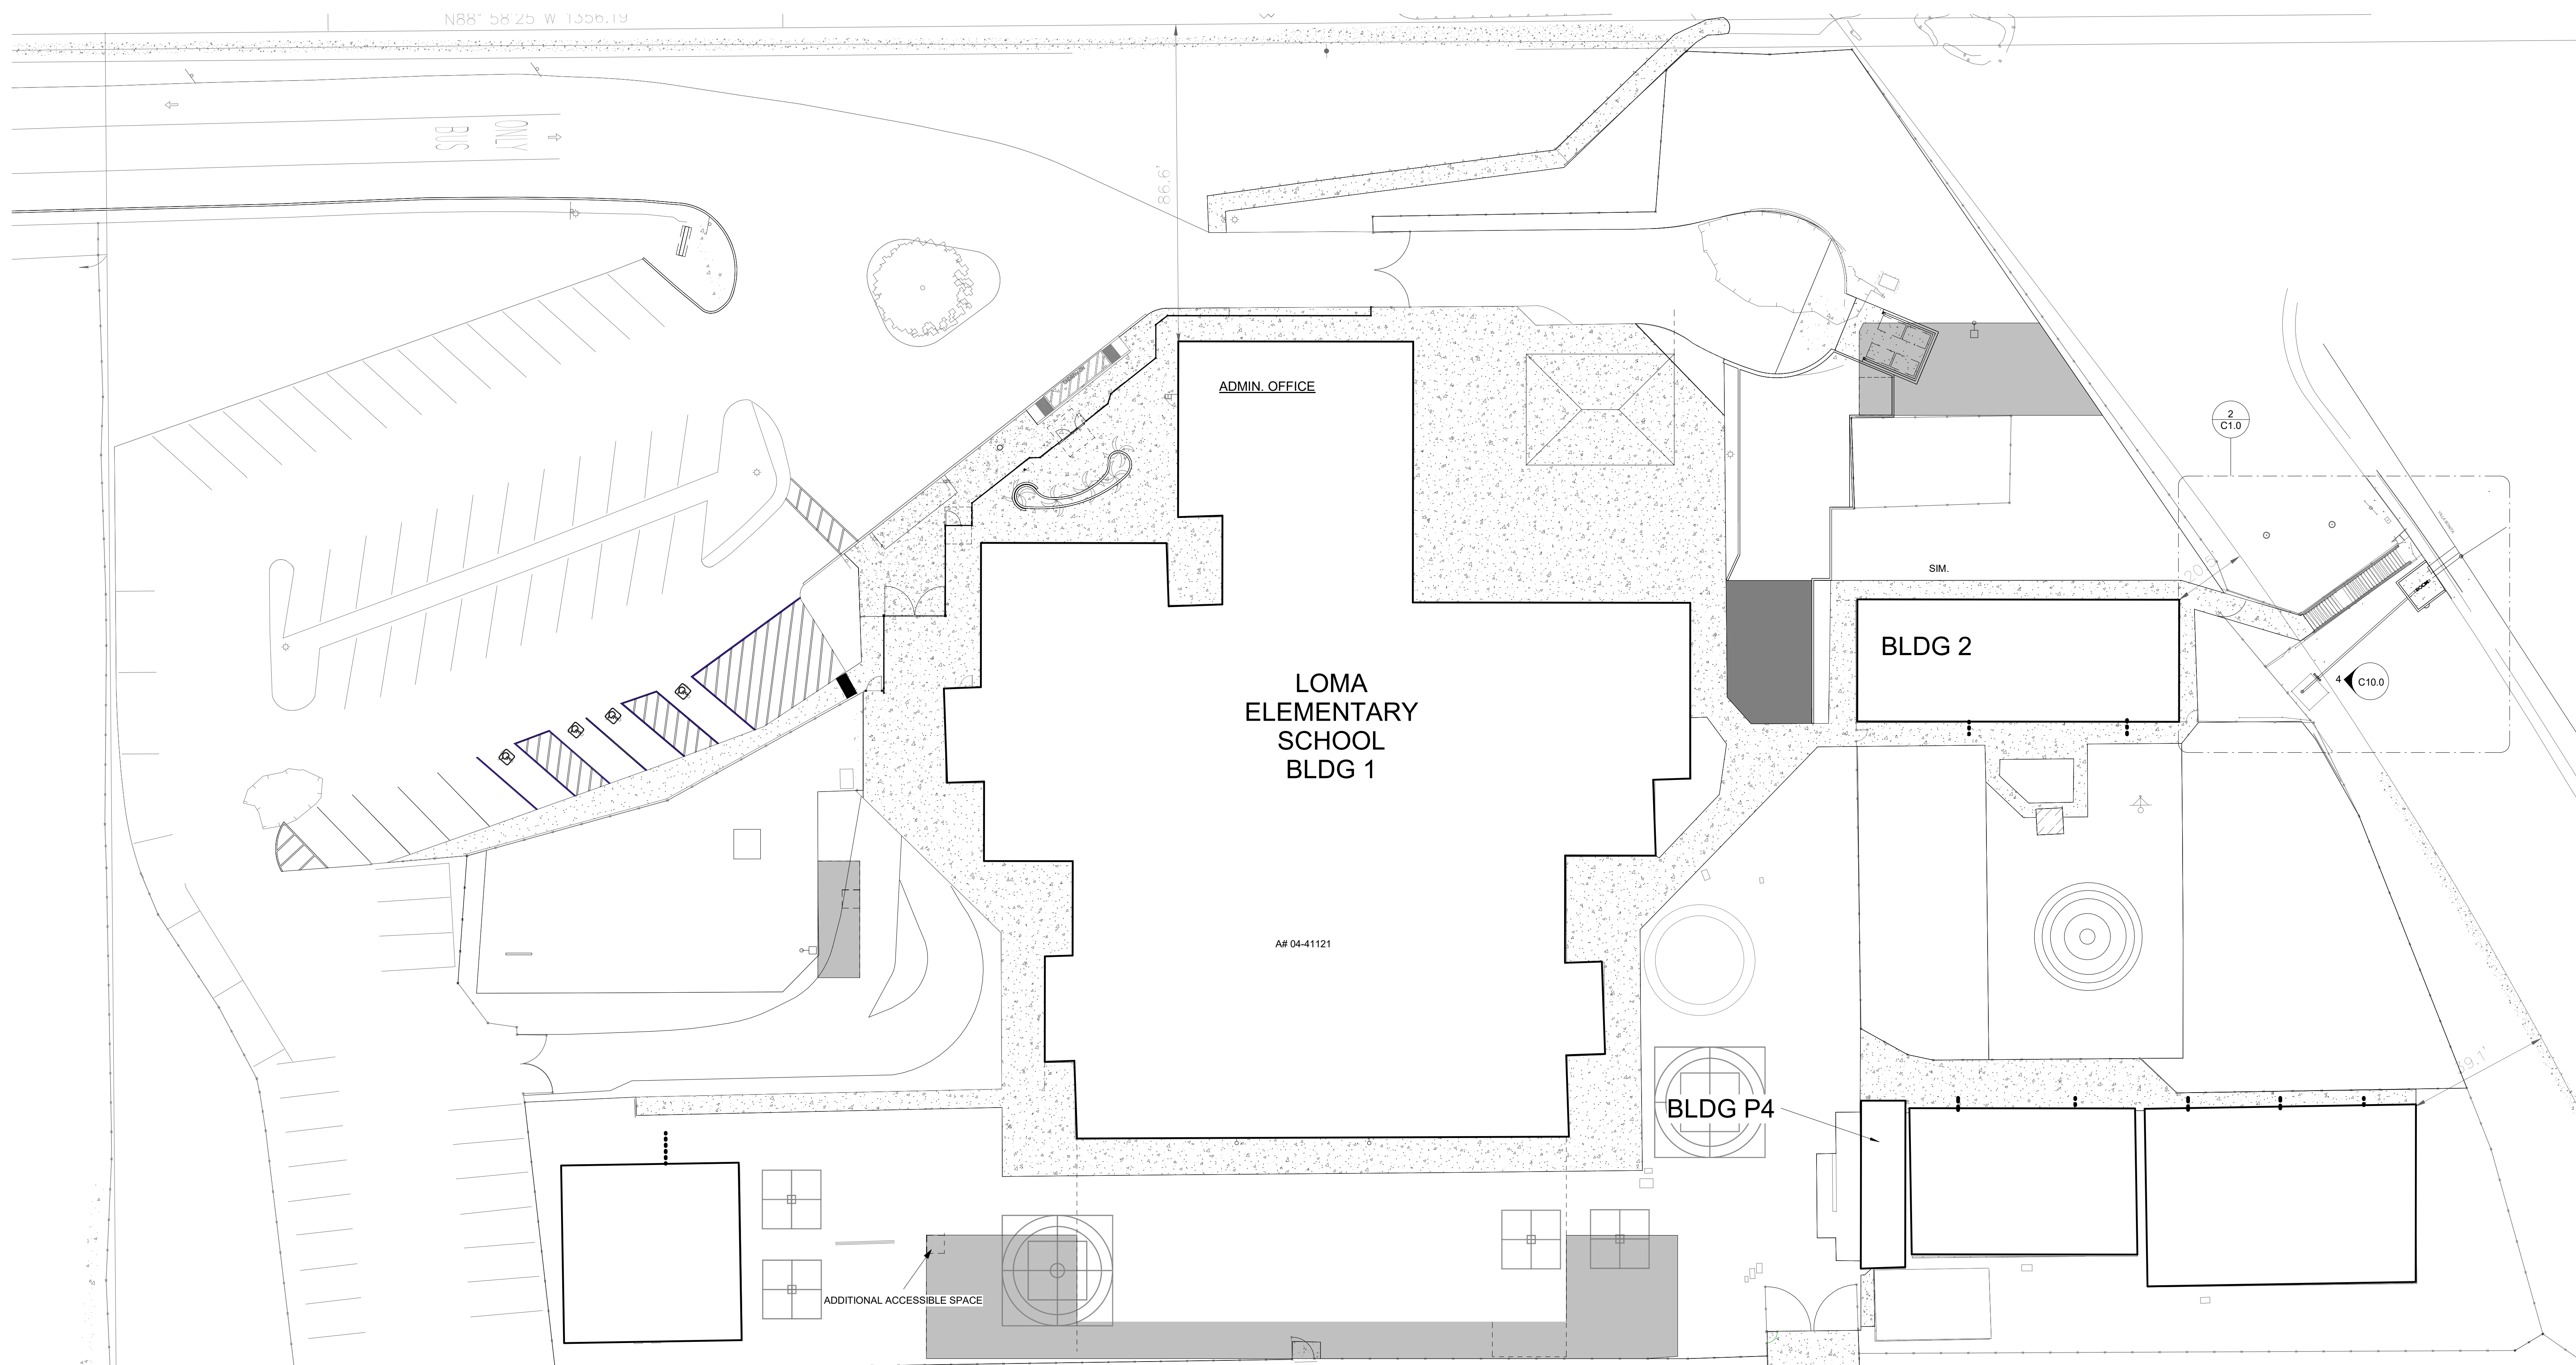 N88° 58'25 W 1356.19
ONLY
BUS
86.6'
ADMIN. OFFICE
2
C1.0
SIM.
BLDG 2
4
C10.0
LOMA
ELEMENTARY
SCHOOL
BLDG 1
A# 04-41121
BLDG P4
ADDITIONAL ACCESSIBLE SPACE